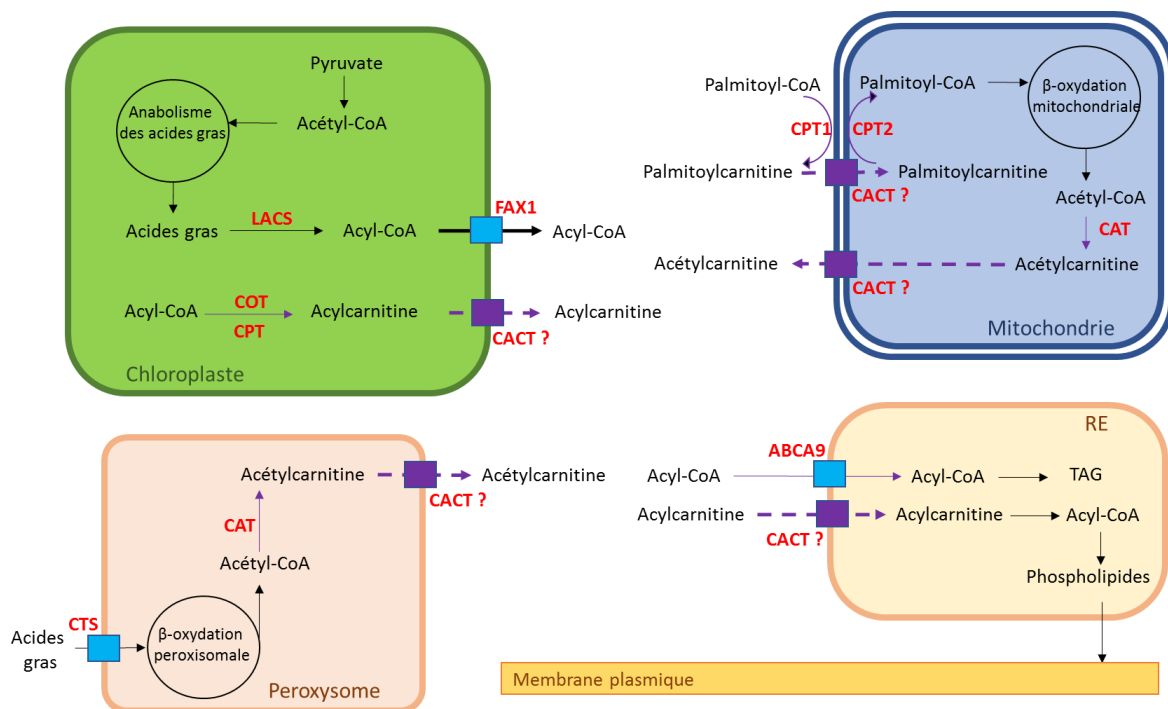 Pyruvate
Anabolisme
des acides gras
Acétyl-CoA
Acides gras
LACS
Acyl-CoA
FAX1
Acyl-CoA
Acyl-CoA
COT
CPT
Acylcarnitine
CACT ?
Acylcarnitine
Chloroplaste
Palmitoyl-CoA
Palmitoyl-CoA
β-oxydation
mitochondriale
CPT1
CPT2
Palmitoylcarnitine
Palmitoylcarnitine
CACT ?
Acétyl-CoA
CAT
Acétylcarnitine
Acétylcarnitine
CACT ?
Mitochondrie
Acétylcarnitine
Acétylcarnitine
CACT ?
CAT
Acétyl-CoA
CTS
Acides
gras
β-oxydation
peroxisomale
Peroxysome
RE
ABCA9
Acyl-CoA
Acyl-CoA
TAG
Acylcarnitine
Acylcarnitine
Acyl-CoA
CACT ?
Phospholipides
Membrane plasmique